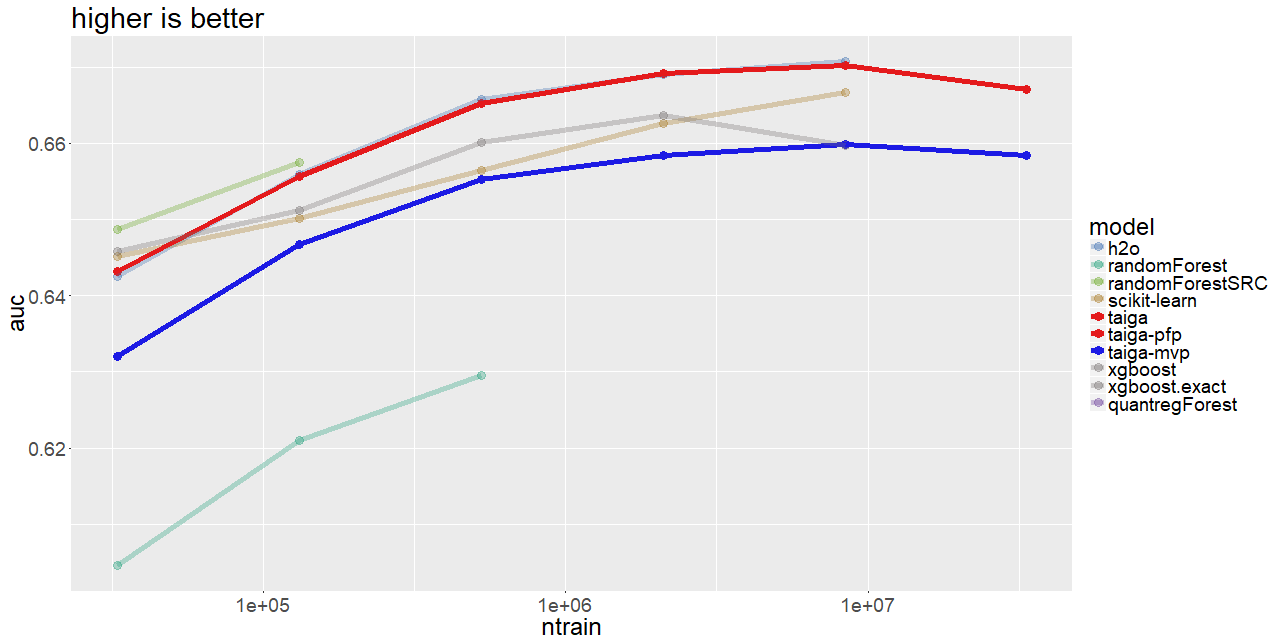 higher is better
auc
0.66
0.64
0.62
1e+05
1e+06
1e+07
ntrain
model
h2o
randomForest
randomForestSRC
scikit-learn
taiga
taiga-pfp
taiga-mvp
xgboost
xgboost.exact
quantregForest